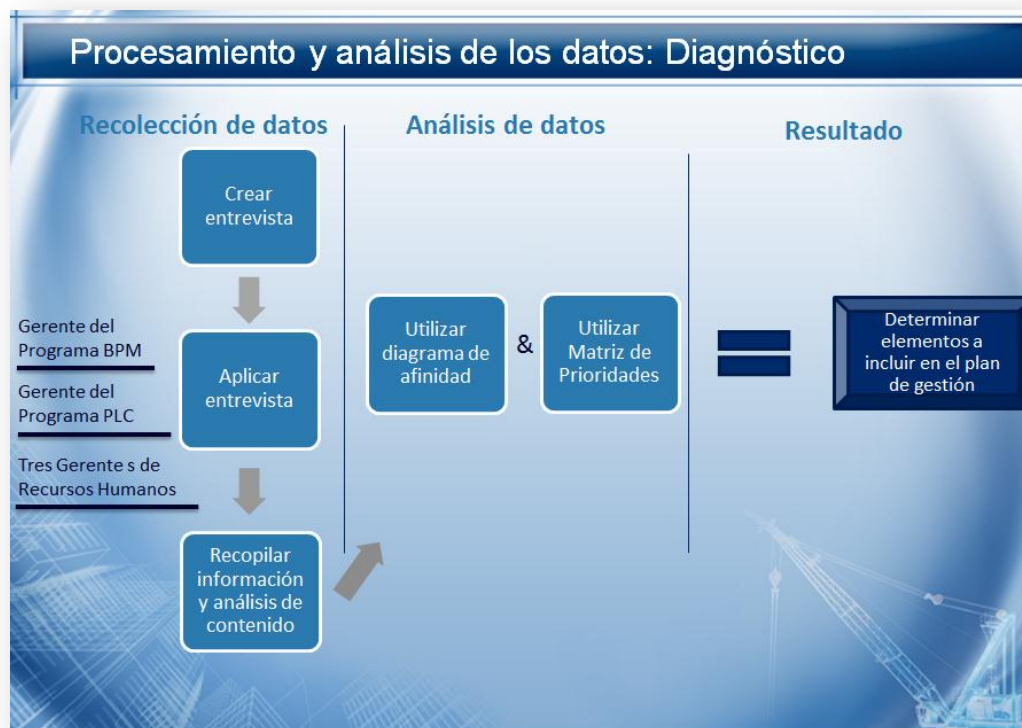 Procesamiento y análisis de los datos: Diagnóstico
Recolección de datos
Crear
entrevista
Gerente del
Programa BPM
Gerente del
Programa PLC
Tres Gerente s de
Recursos Humanos
Aplicar
entrevista
Recopilar
información
y análisis de
contenido
Análisis de datos
Utilizar
diagrama de
afinidad
&
Utilizar
Matriz de
Prioridades
Resultado
Determinar
elementos a
incluir en el plan
de gestión